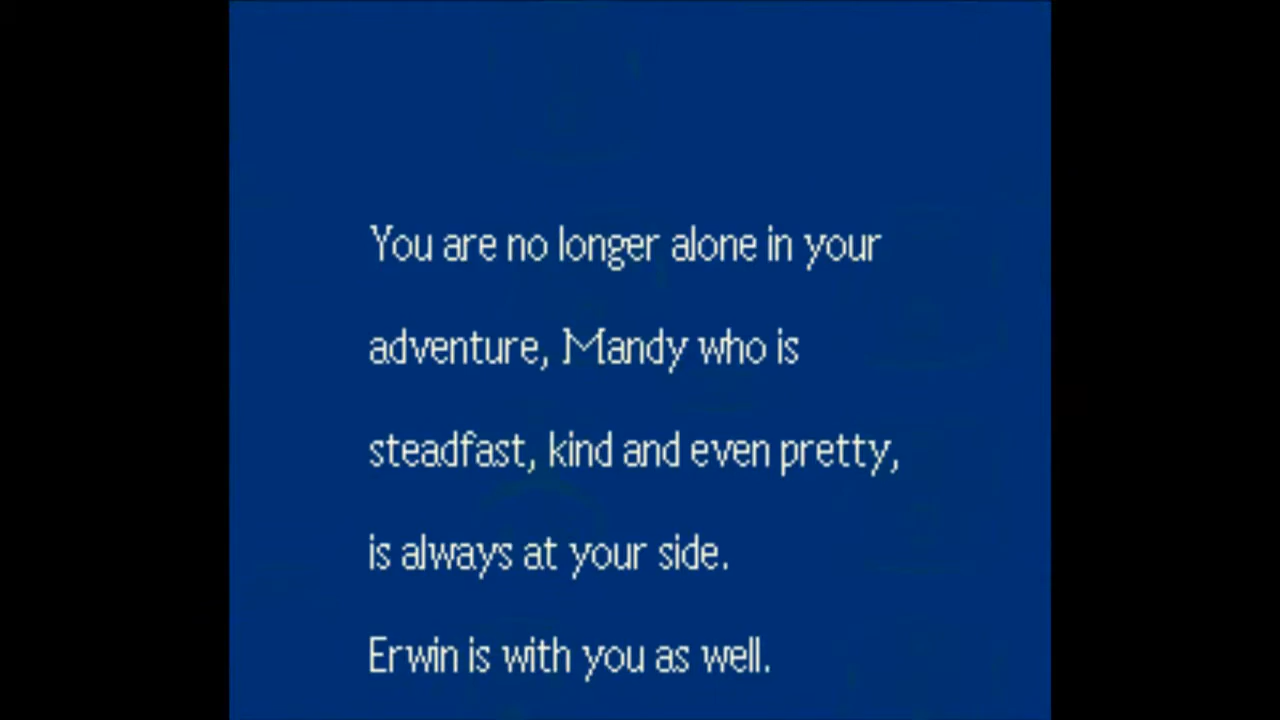 You are no longer alone in your
adventure, Mandy who is
steadfast, kind and even pretty,
is always at your side.
Erwin is with you as well.